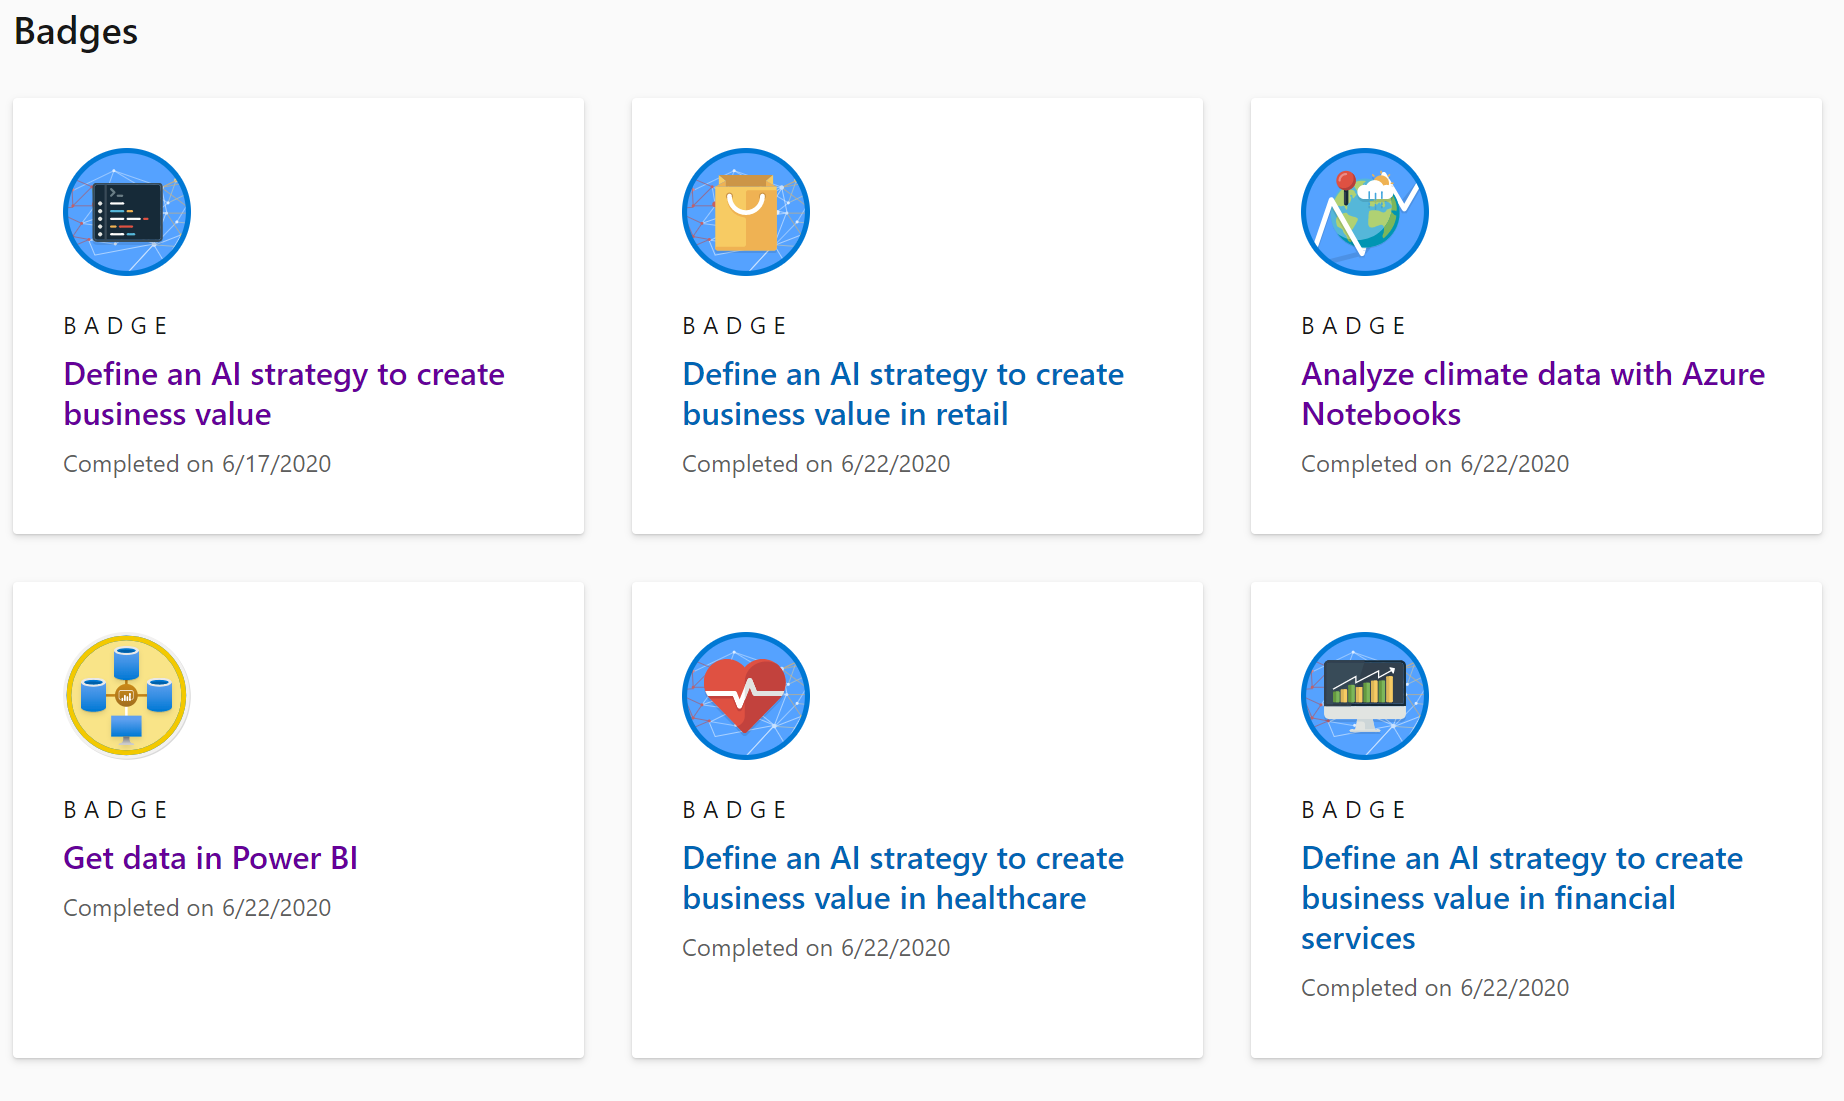 Badges
BADGE
Define an AI strategy to create
business value
Completed on 6/17/2020
BADGE
Define an AI strategy to create
business value in retail
Completed on 6/22/2020
BADGE
Analyze climate data with Azure
Notebooks
Completed on 6/22/2020
BADGE
Get data in Power BI
Completed on 6/22/2020
BADGE
Define an AI strategy to create
business value in healthcare
Completed on 6/22/2020
BADGE
Define an AI strategy to create
business value in financial
services
Completed on 6/22/2020